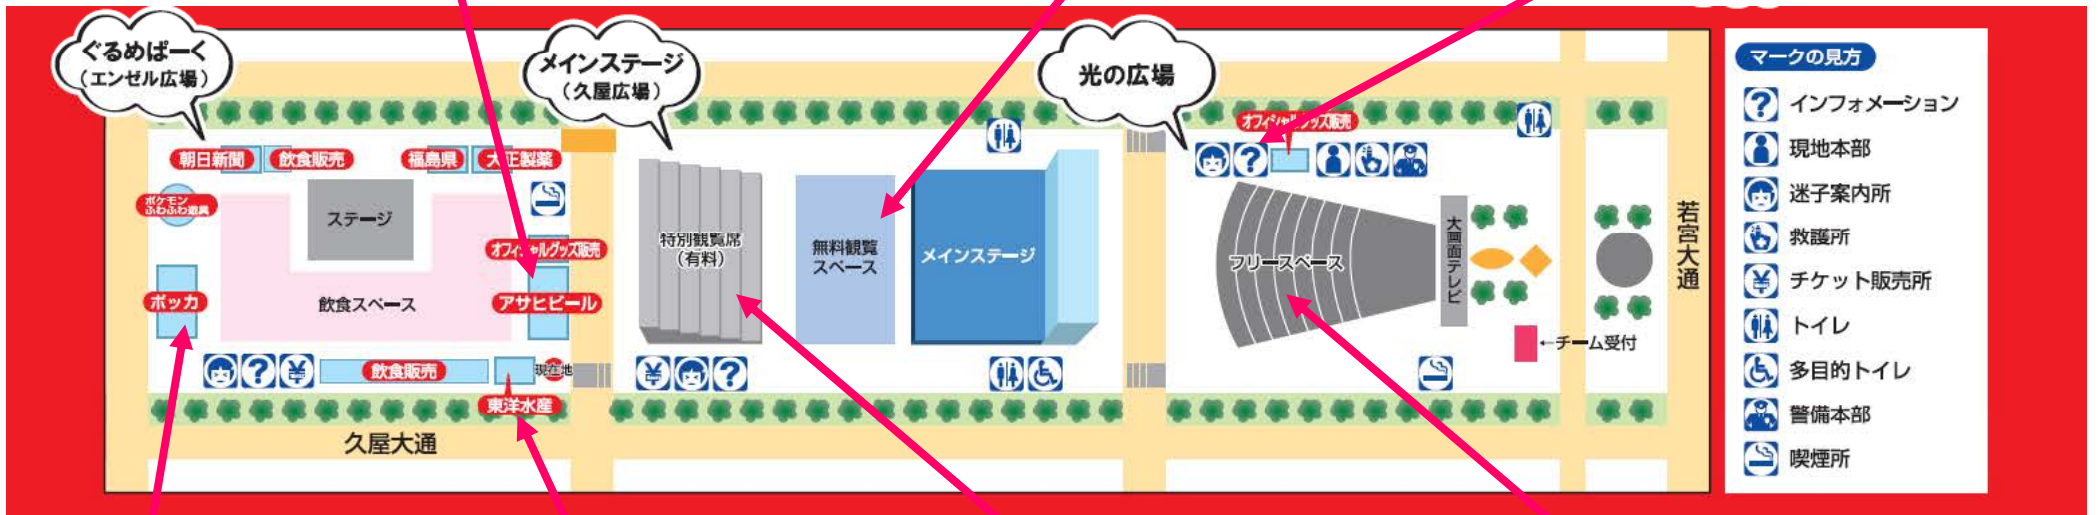 ぐるめぱーく
（エンゼル広場）
メインステージ
（久屋広場）
光の広場
朝日新聞
飲食販売
福島県
大正製薬
ポケモン
ふわふわ遊具
ステージ
オフィシャルグッズ販売
ポッカ
飲食スペース
アサヒビール
飲食販売
現在地
東洋水産
久屋大通
特別観覧席
（有料）
無料観覧
スペース
メインステージ
オフィシャルグッズ販売
フリースペース
大画面テレビ
←チーム受付
若宮大通
マークの見方
? インフォメーション
現地本部
迷子案内所
救護所
¥ チケット販売所
トイレ
多目的トイレ
警備本部
喫煙所